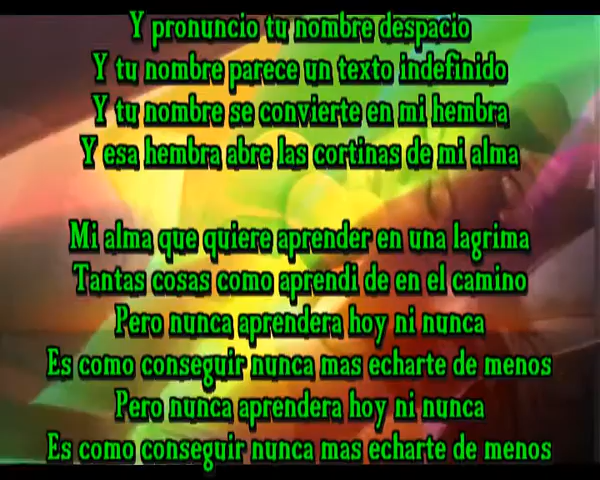 Y pronuncio tu nombre despacio
Y tu nombre parece un texto indefinido
Y tu nombre se convierte en mi hembra
Y esa hembra abre las cortinas de mi alma
Mi alma que quiere aprender en una lagrima
Tantas cosas como aprendi de en el camino
Pero nunca aprendera hoy ni nunca
Es como conseguir nunca mas echarte de menos
Pero nunca aprendera hoy ni nunca
Es como conseguir nunca mas echarte de menos